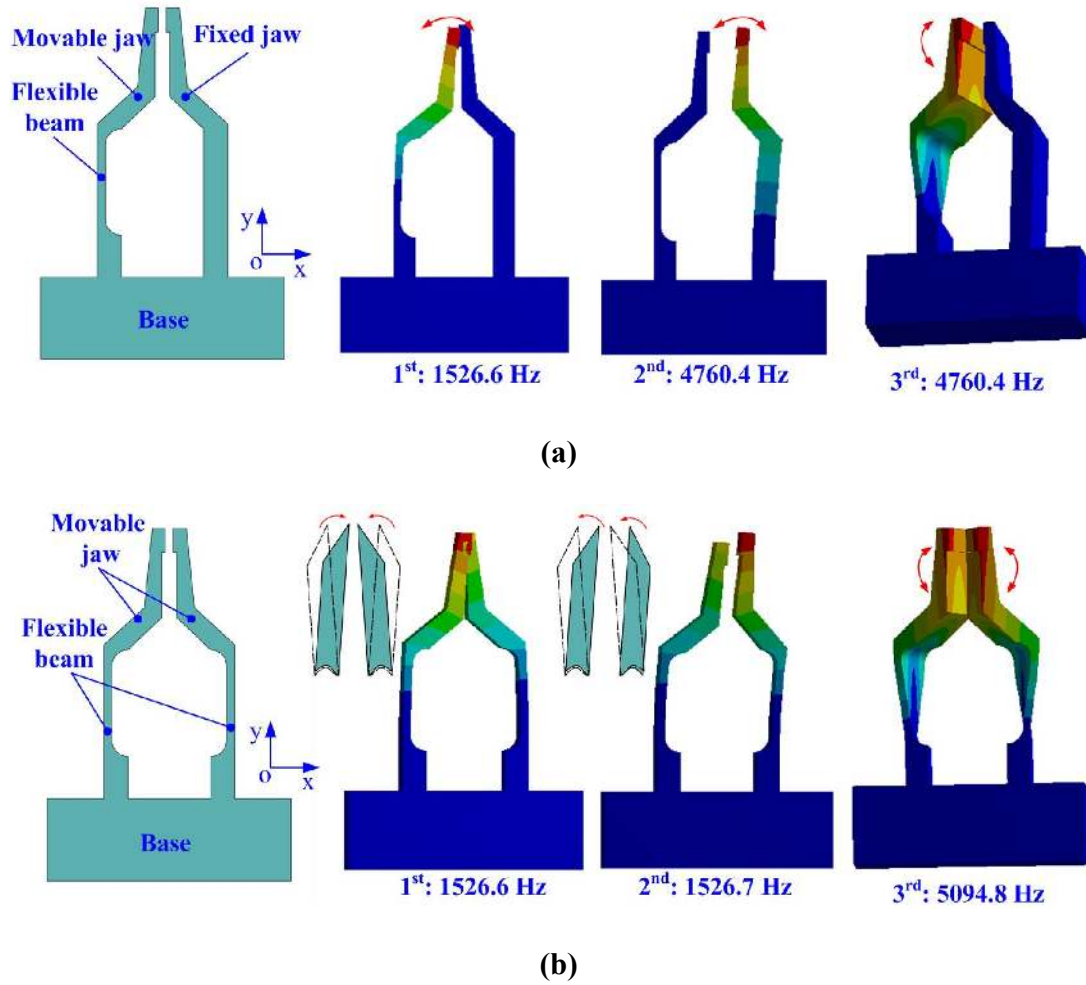 Movable jaw
Fixed jaw
Flexible
beam
y
o
x
Base
1st: 1526.6 Hz
2nd: 4760.4 Hz
3rd: 4760.4 Hz
(a)
Movable
jaw
Flexible
beam
y
o
x
Base
1st: 1526.6 Hz
2nd: 1526.7 Hz
3rd: 5094.8 Hz
(b)